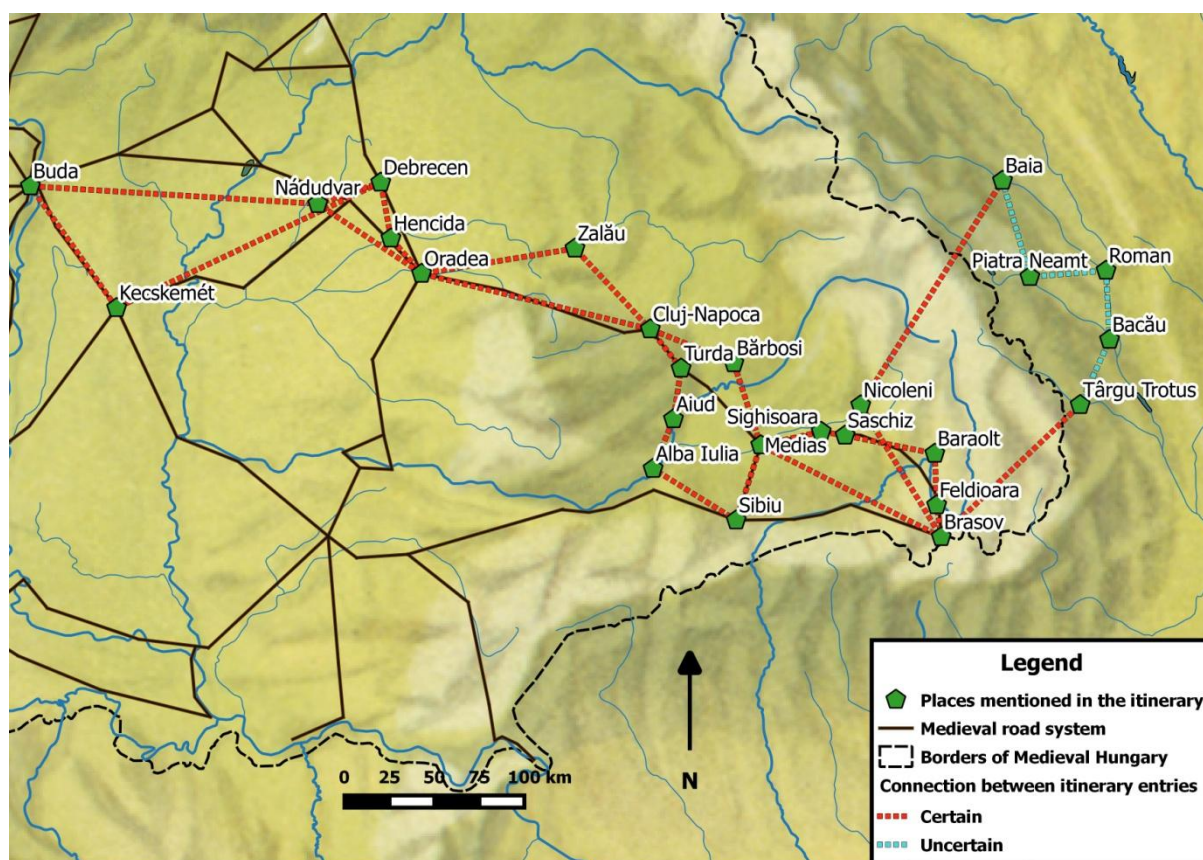 Baia
Buda
Debrecen
Nádudvar
Hencida
Zalău
Oradea
Piatra Neamt
Roman
Kecskemét
Cluj-Napoca
Bacău
Turda
Bărbosi
Nicoleni
Târgu Trotus
Aiud
Sighisoara
Saschiz
Medias
Baraolt
Alba Iulia
Feldioara
Sibiu
Brasov
N
0 25 50 75 100 km
Legend
Places mentioned in the itinerary
Medieval road system
Borders of Medieval Hungary
Connection between itinerary entries
Certain
Uncertain